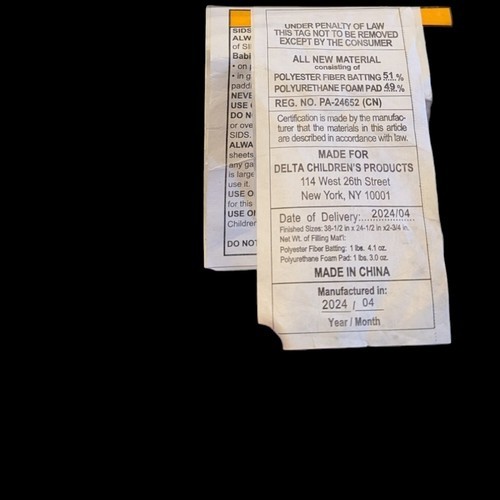 SIDS
ALW
of SI
Babi
• on
• in g
padd
NEVE
USE
DO N
or ove
SIDS.
ALWA
sheets
any ga
is large
use it.
USE O
for this
USE O
Childre
DO NOT
UNDER PENALTY OF LAW
THIS TAG NOT TO BE REMOVED
EXCEPT BY THE CONSUMER
ALL NEW MATERIAL
consisting of
POLYESTER FIBER BATTING 51 %
POLYURETHANE FOAM PAD 49 %
REG. NO. PA-24652 (CN)
Certification is made by the manufac-
turer that the materials in this article
are described in accordance with law.
MADE FOR
DELTA CHILDREN'S PRODUCTS
114 West 26th Street
New York, NY 10001
Date of Delivery:......2024/04
Finished Sizes: 38-1/2 in x 24-1/2 in x2-3/4 in.
Net Wt. of Filling Mat'l:
Polyester Fiber Batting: 1 lbs. 4.1 oz.
Polyurethane Foam Pad: 1 lbs. 3.0 oz.
MADE IN CHINA
Manufactured in:
2024 / 04
Year / Month